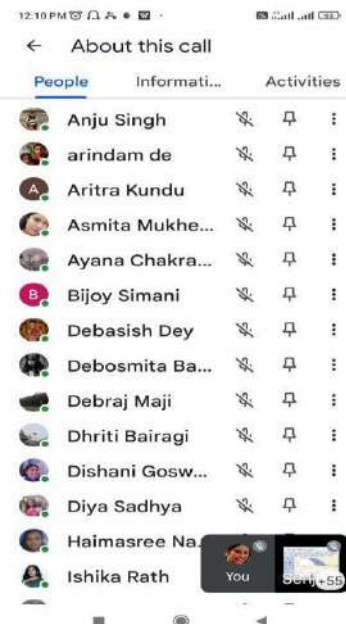 12:10 PM
About this call
People Informati... Activities
Anju Singh
arindam de
A Aritra Kundu
Asmita Mukhe...
Ayana Chakra...
B Bijoy Simani
Debasish Dey
Debosmita Ba...
Debraj Maji
Dhriti Bairagi
Dishani Gosw...
Diya Sadhya
Haimasree Na...
Ishika Rath
You +55